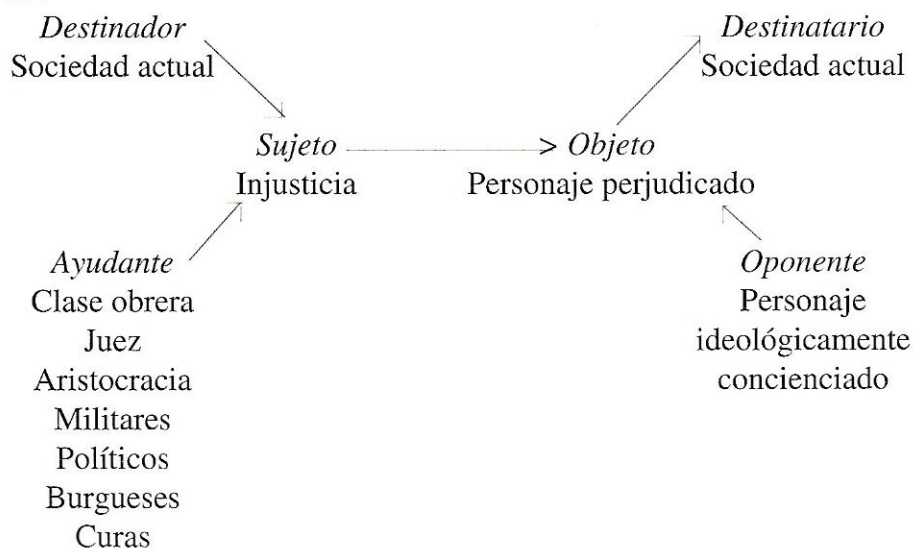 Destinador
Sociedad actual
Destinatario
Sociedad actual
Sujeto > Objeto
Injusticia
Personaje perjudicado
Ayudante
Clase obrera
Juez
Aristocracia
Militares
Políticos
Burgueses
Curas
Oponente
Personaje
ideológicamente
concienciado